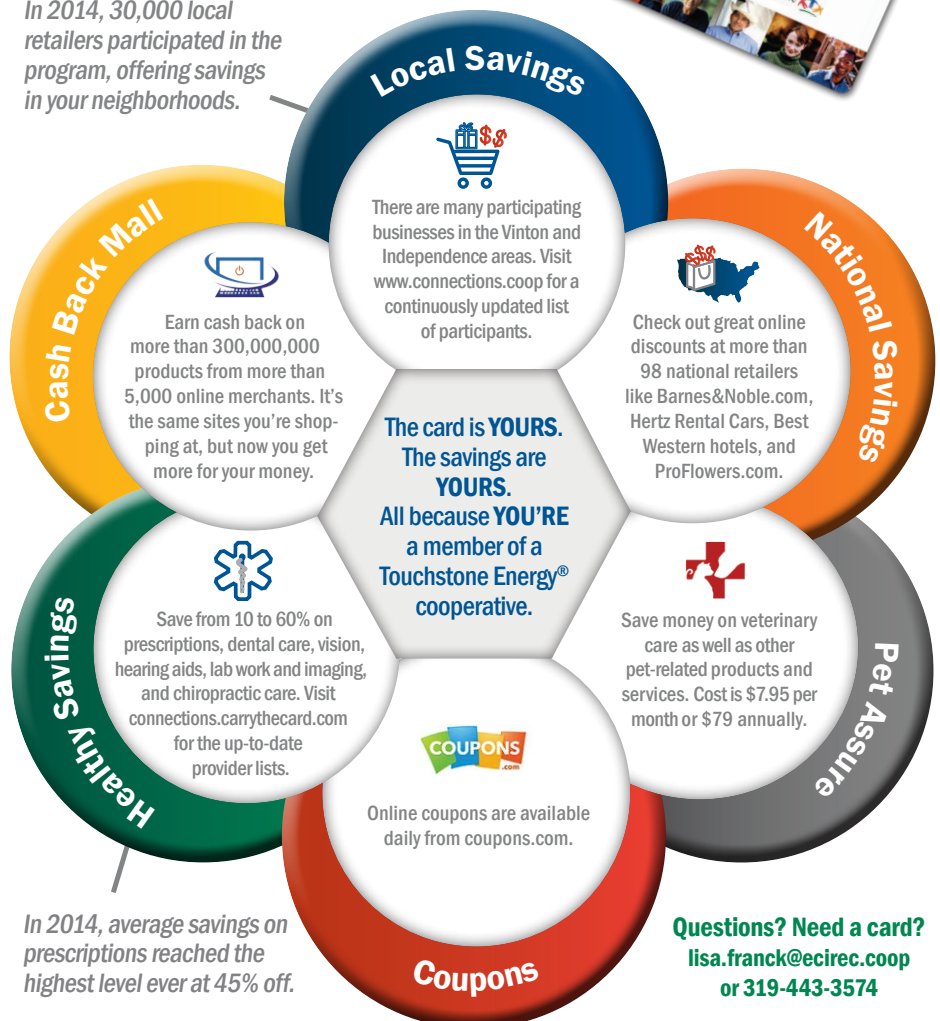 In 2014, 30,000 local
retailers participated in the
program, offering savings
in your neighborhoods.
Local Savings
$$
There are many participating
businesses in the Vinton and
Independence areas. Visit
www.connections.coop for a
continuously updated list
of participants.
Cash Back Mall
Earn cash back on
more than 300,000,000
products from more than
5,000 online merchants. It's
the same sites you're shop-
ping at, but now you get
more for your money.
National Savings
$$$
Check out great online
discounts at more than
98 national retailers
like Barnes&Noble.com,
Hertz Rental Cars, Best
Western hotels, and
ProFlowers.com.
The card is YOURS.
The savings are
YOURS.
All because YOU'RE
a member of a
Touchstone Energy®
cooperative.
Healthy Savings
Save from 10 to 60% on
prescriptions, dental care, vision,
hearing aids, lab work and imaging,
and chiropractic care. Visit
connections.carrythecard.com
for the up-to-date
provider lists.
Pet Assure
Save money on veterinary
care as well as other
pet-related products and
services. Cost is $7.95 per
month or $79 annually.
COUPONS
.com
Online coupons are available
daily from coupons.com.
Coupons
In 2014, average savings on
prescriptions reached the
highest level ever at 45% off.
Questions? Need a card?
lisa.franck@ecirec.coop
or 319-443-3574